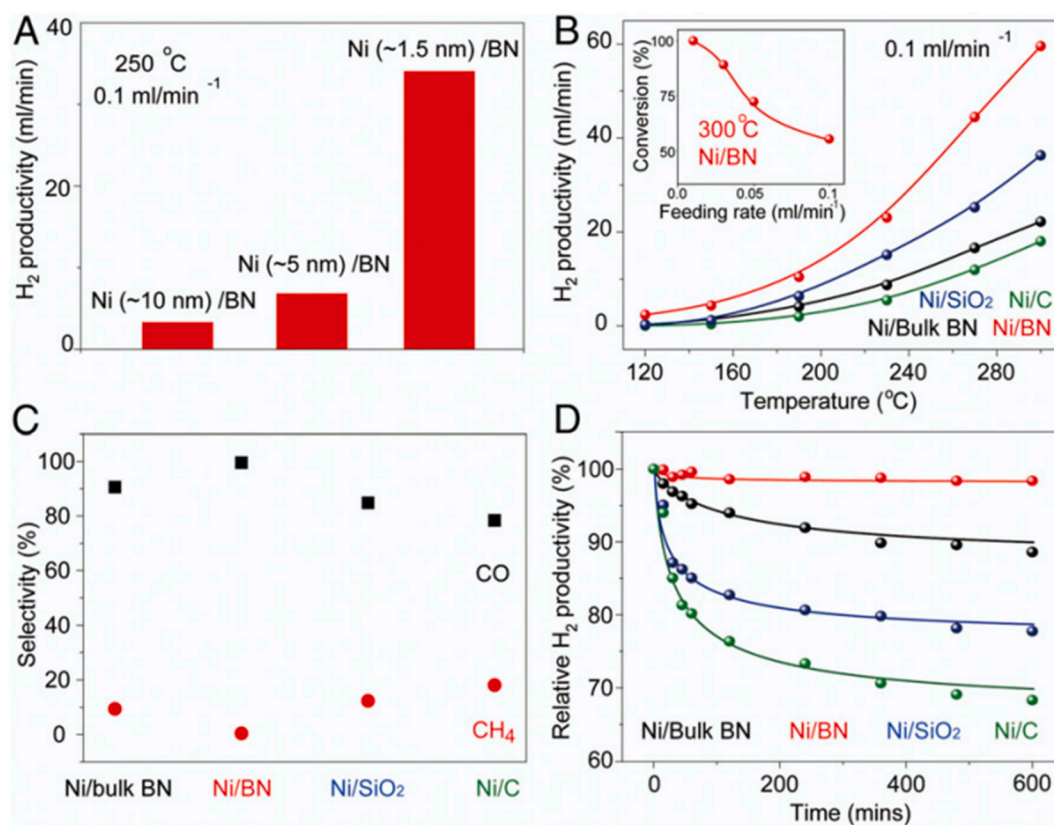 A
H2 productivity (ml/min)
40
20
0
250 °C
0.1 ml/min -1
Ni (~10 nm) /BN
Ni (~5 nm) /BN
Ni (~1.5 nm) /BN
B
H2 productivity (ml/min)
60
40
20
0
0.1 ml/min -1
Conversion (%)
100
75
50
300°C
Ni/BN
0.00
0.05
0.1
Feeding rate (ml/min1)
Ni/SiO2 Ni/C
Ni/Bulk BN Ni/BN
120 160 200 240 280
Temperature (°C)
C
Selectivity (%)
100
80
60
40
20
0
CO
CH4
Ni/bulk BN Ni/BN Ni/SiO2 Ni/C
D
Relative H2 productivity (%)
100
90
80
70
60
Ni/Bulk BN Ni/BN Ni/SiO2 Ni/C
0 200 400 600
Time (mins)